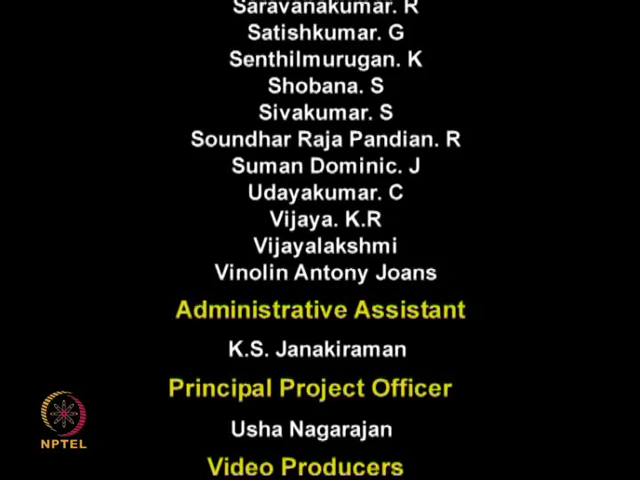 Saravanakumar. R
Satishkumar. G
Senthilmurugan. K
Shobana. S
Sivakumar. S
Soundhar Raja Pandian. R
Suman Dominic. J
Udayakumar. C
Vijaya. K.R
Vijayalakshmi
Vinolin Antony Joans
Administrative Assistant
K.S. Janakiraman
Principal Project Officer
Usha Nagarajan
NPTEL
Video Producers